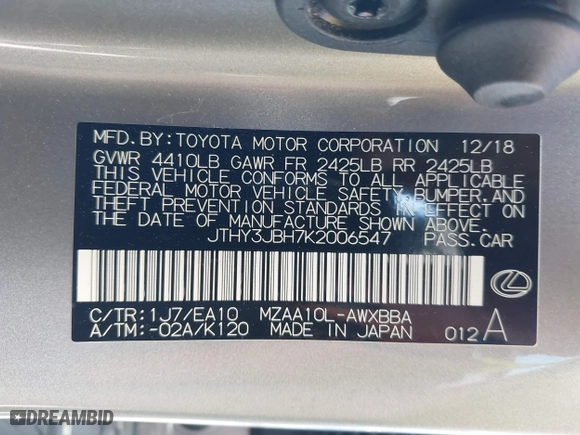 MFD. BY: TOYOTA MOTOR CORPORATION 12/18
GVWR 4410LB GAWR FR 2425LB RR 2425LB
THIS VEHICLE CONFORMS TO ALL APPLICABLE
FEDERAL MOTOR VEHICLE SAFETY, BUMPER, AND
THEFT PREVENTION STANDARDS IN EFFECT ON
THE DATE OF MANUFACTURE SHOWN ABOVE.
JTHY3JBH7K2006547 PASS. CAR
C/TR: 1J7/EA10 MZAA10L-AWXBBA
A/TM: -02A/K120 MADE IN JAPAN 012 A
DREAMBID